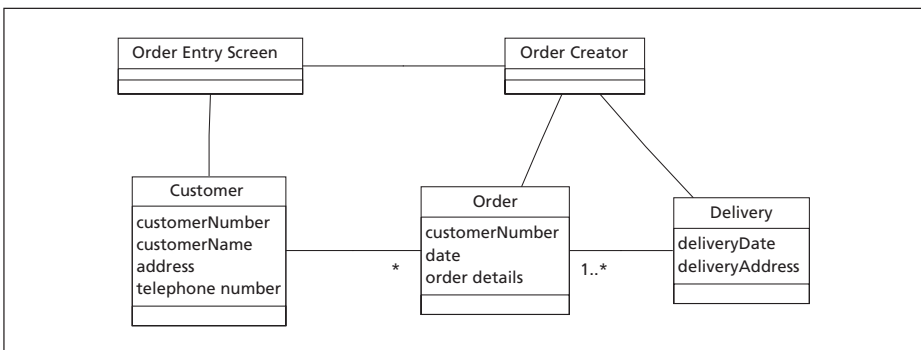 Order Entry Screen
Order Creator
Customer
customerNumber
customerName
address
telephone number
*
Order
customerNumber
date
order details
1..*
Delivery
deliveryDate
deliveryAddress